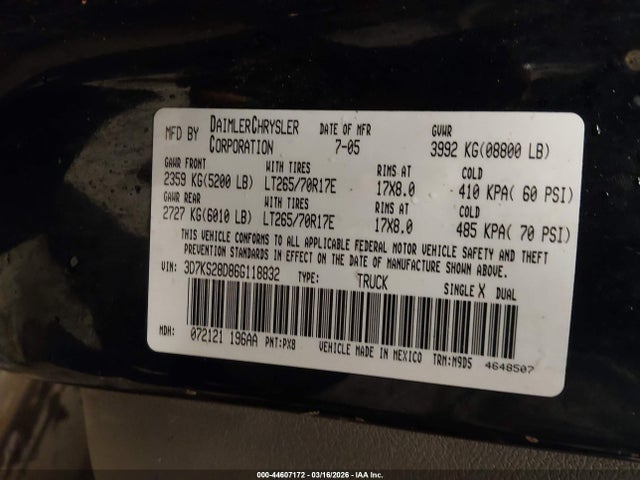 MFD BY DAIMLERCHRYSLER CORPORATION DATE OF MFR 7-05 GVWR 3992 KG(08800 LB)
GAWR FRONT WITH TIRES RIMS AT COLD
2359 KG(5200 LB) LT265/70R17E 17X8.0 410 KPA( 60 PSI)
GAWR REAR WITH TIRES RIMS AT COLD
2727 KG(6010 LB) LT265/70R17E 17X8.0 485 KPA( 70 PSI)
THIS VEHICLE CONFORMS TO ALL APPLICABLE FEDERAL MOTOR VEHICLE SAFETY AND THEFT
PREVENTION STANDARDS IN EFFECT ON THE DATE OF MANUFACTURE SHOWN ABOVE.
VIN: 3D7KS28D86G118832 TYPE: TRUCK SINGLE X DUAL
MDH: 072121 196AA PNT:PX8 VEHICLE MADE IN MEXICO TRM:M9D5 4648507
000-44607172 — 03/16/2026 — IAA Inc.